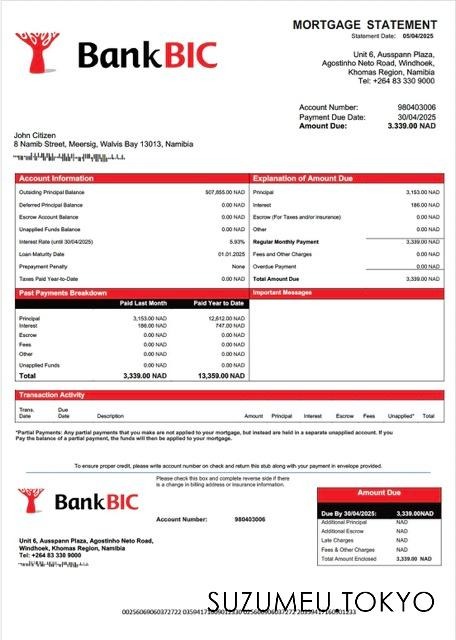 MORTGAGE STATEMENT
Statement Date: 05/04/2025
BankBIC
Unit 6, Ausspann Plaza,
Agostinho Neto Road, Windhoek,
Khomas Region, Namibia
Tel: +264 83 330 9000
Account Number: 980403006
Payment Due Date: 30/04/2025
Amount Due: 3.339.00 NAD
John Citizen
8 Namib Street, Meersig, Walvis Bay 13013, Namibia
Account Information
Outsiding Principal Balance 507,855.00 NAD
Deferred Principal Balance 0.00 NAD
Escrow Account Balance 0.00 NAD
Unapplied Funds Balance 0.00 NAD
Interest Rate (until 30/04/2025) 5.93%
Loan Maturity Date 01.01.2025
Prepayment Penalty None
Taxes Paid Year-to-Date 0.00 NAD
Explanation of Amount Due
Principal 3,153.00 NAD
Interest 186.00 NAD
Escrow (For Taxes and/or insurance) 0.00 NAD
Other 0.00 NAD
Regular Monthly Payment 3,339.00 NAD
Fees and Other Charges 0.00 NAD
Overdue Payment 0.00 NAD
Total Amount Due 3,339.00 NAD
Past Payments Breakdown
Paid Last Month Paid Year to Date
Principal 3,153.00 NAD 12,612.00 NAD
Interest 186.00 NAD 747.00 NAD
Escrow 0.00 NAD 0.00 NAD
Fees 0.00 NAD 0.00 NAD
Other 0.00 NAD 0.00 NAD
Unapplied Funds 0.00 NAD 0.00 NAD
Total 3,339.00 NAD 13,359.00 NAD
Important Messages
Transaction Activity
Trans. Date Due Date Description Amount Principal Interest Escrow Fees Unapplied* Total
*Partial Payments: Any partial payments that you make are not applied to your mortgage, but instead are held in a separate unapplied account. If you
Pay the balance of a partial payment, the funds will then be applied to your mortgage.
To ensure proper credit, please write account number on check and return this stub along with your payment in envelope provided.
BankBIC
Please check this box and complete reverse side if there
is a change in billing address or insurance information.
Account Number: 980403006
Unit 6, Ausspann Plaza, Agostinho Neto Road,
Windhoek, Khomas Region, Namibia
Tel: +264 83 330 9000
Amount Due
Due By 30/04/2025: 3,339.00NAD
Additional Principal NAD
Additional Escrow NAD
Late Charges NAD
Fees & Other Charges NAD
Total Amount Enclosed 3,339.00 NAD
SUZUMEU TOKYO